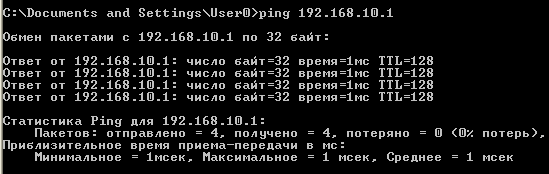 C:\Documents and Settings\User0>ping 192.168.10.1
Обмен пакетами с 192.168.10.1 по 32 байт:
Ответ от 192.168.10.1: число байт=32 время=1мс TTL=128
Ответ от 192.168.10.1: число байт=32 время=1мс TTL=128
Ответ от 192.168.10.1: число байт=32 время=1мс TTL=128
Ответ от 192.168.10.1: число байт=32 время=1мс TTL=128
Статистика Ping для 192.168.10.1:
Пакетов: отправлено = 4, получено = 4, потеряно = 0 (0% потерь),
Приблизительное время приема-передачи в мс:
Минимальное = 1мсек, Максимальное = 1 мсек, Среднее = 1 мсек